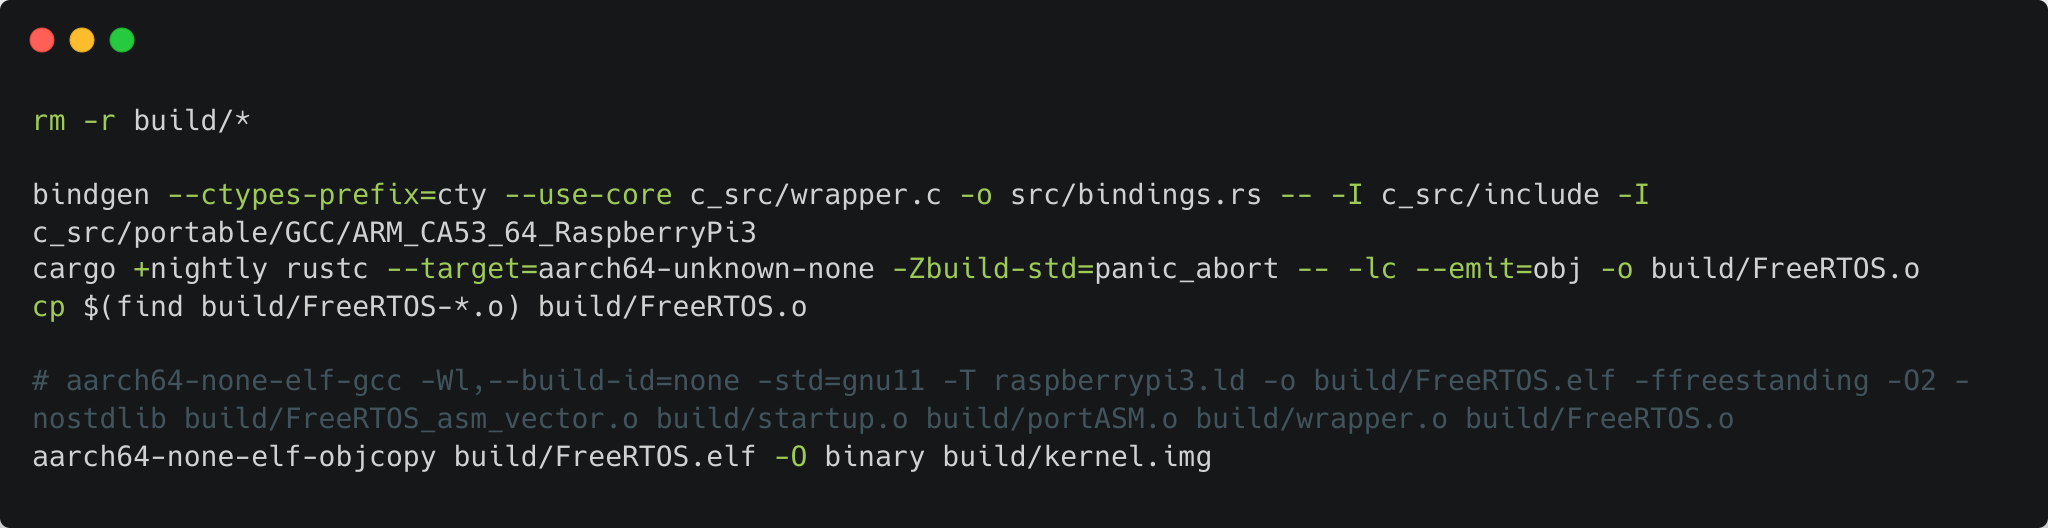 rm -r build/*
bindgen --ctypes-prefix=cty --use-core c_src/wrapper.c -o src/bindings.rs -- -I c_src/include -I
c_src/portable/GCC/ARM_CA53_64_RaspberryPi3
cargo +nightly rustc --target=aarch64-unknown-none -Zbuild-std=panic_abort -- -lc --emit=obj -o build/FreeRTOS.o
cp $(find build/FreeRTOS-*.o) build/FreeRTOS.o
# aarch64-none-elf-gcc -Wl,--build-id=none -std=gnu11 -T raspberrypi3.ld -o build/FreeRTOS.elf -ffreestanding -O2 -
nostdlib build/FreeRTOS_asm_vector.o build/startup.o build/portASM.o build/wrapper.o build/FreeRTOS.o
aarch64-none-elf-objcopy build/FreeRTOS.elf -O binary build/kernel.img